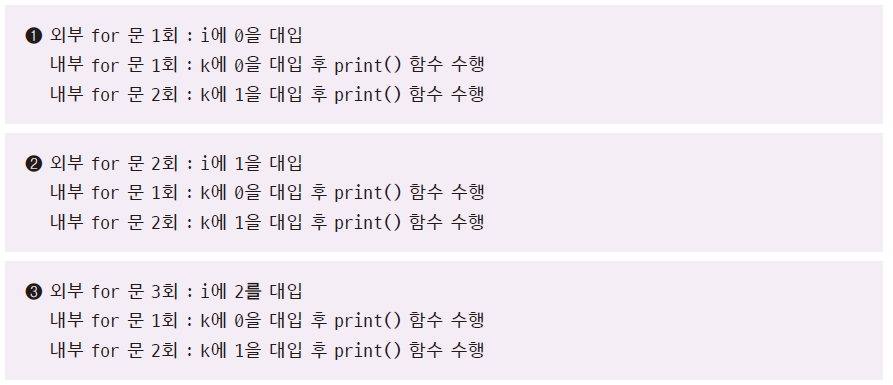 ❶ 외부 for 문 1회 : i에 0을 대입
내부 for 문 1회 : k에 0을 대입 후 print() 함수 수행
내부 for 문 2회 : k에 1을 대입 후 print() 함수 수행
❷ 외부 for 문 2회 : i에 1을 대입
내부 for 문 1회 : k에 0을 대입 후 print() 함수 수행
내부 for 문 2회 : k에 1을 대입 후 print() 함수 수행
❸ 외부 for 문 3회 : i에 2를 대입
내부 for 문 1회 : k에 0을 대입 후 print() 함수 수행
내부 for 문 2회 : k에 1을 대입 후 print() 함수 수행